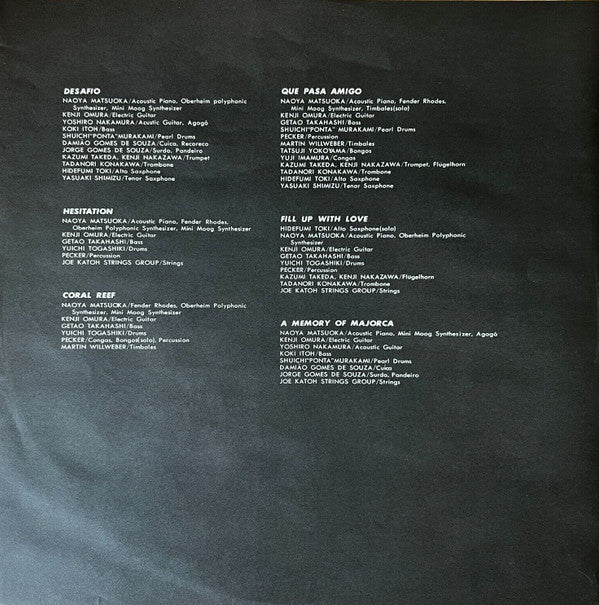 DESAFIO
NAOYA MATSUOKA/Acoustic Piano, Oberheim polyphonic
Synthesizer, Mini Moog Synthesizer
KENJI OMURA/Electric Guitar
YOSHIRO NAKAMURA/Acustic Guitar, Agagô
KOKI ITOH/Bass
SHUICHI"PONTA"MURAKAMI/Pearl Drums
DAMIÃO GOMES DE SOUZA/Cuica, Recoreco
JORGE GOMES DE SOUZA/Surdo, Pandeiro
KAZUMI TAKEDA, KENJI NAKAZAWA/Trumpet
TADANORI KONAKAWA/Trombone
HIDEFUMI TOKI/Alto Saxphone
YASUAKI SHIMIZU/Tenor Saxphone
HESITATION
NAOYA MATSUOKA/Acoustic Piano, Fender Rhodes,
Oberheim Polyphonic Synthesizer, Mini Moog Synthesizer
KENJI OMURA/Electric Guitar
GETAO TAKAHASHI/Bass
YUICHI TOGASHIKI/Drums
PECKER/Percussion
JOE KATOH STRINGS GROUP/Strings
CORAL REEF
NAOYA MATSUOKA/Fender Rhodes, Oberheim Polyphonic
Synthesizer, Mini Moog Synthesizer
KENJI OMURA/Electric Guitar
GETAO TAKAHASHI/Bass
YUICHI TOGASHIKI/Drums
PECKER/Congas, Bongos(solo), Percussion
MARTIN WILLWEBER/Timbales
QUE PASA AMIGO
NAOYA MATSUOKA/Acoustic Piano, Fender Rhodes,
Mini Moog Synthesizer, Timbales(solo)
KENJI OMURA/Electric Guitar
GETAO TAKAHASHI/Bass
SHUICHI"PONTA" MURAKAMI/Pearl Drums
PECKER/Percussion
MARTIN WILLWEBER/Timbales
TATSUJI YOKOYAMA/Bongos
YUJI IMAMURA/Congas
KAZUMI TAKEDA, KENJI NAKAZAWA/Trumpet, Flügelhorn
TADANORI KONAKAWA/Trombone
HIDEFUMI TOKI/Alto Saxophone
YASUAKI SHIMIZU/Tenor Saxophone
FILL UP WITH LOVE
HIDEFUMI TOKI/Alto Saxphone(solo)
NAOYA MATSUOKA/Acoustic Piano, Oberheim Polyphonic
Synthesizer
KENJI OMURA/Electric Guitar
GETAO TAKAHASHI/Bass
YUICHI TOGASHIKI/Drums
PECKER/Percussion
KAZUMI TAKEDA, KENJI NAKAZAWA/Flügelhorn
TADANORI KONAKAWA/Trombone
JOE KATOH STRINGS GROUP/Strings
A MEMORY OF MAJORCA
NAOYA MATSUOKA/Acoustic Piano, Mini Moog Synthesizer, Agagô
KENJI OMURA/Electric Guitar
YOSHIRO NAKAMURA/Acoustic Guitar
KOKI ITOH/Bass
SHUICHI"PONTA"MURAKAMI/Pearl Drums
DAMIÃO GOMES DE SOUZA/Cuica
JORGE GOMES DE SOUZA/Surdo, Pandeiro
JOE KATOH STRINGS GROUP/Strings